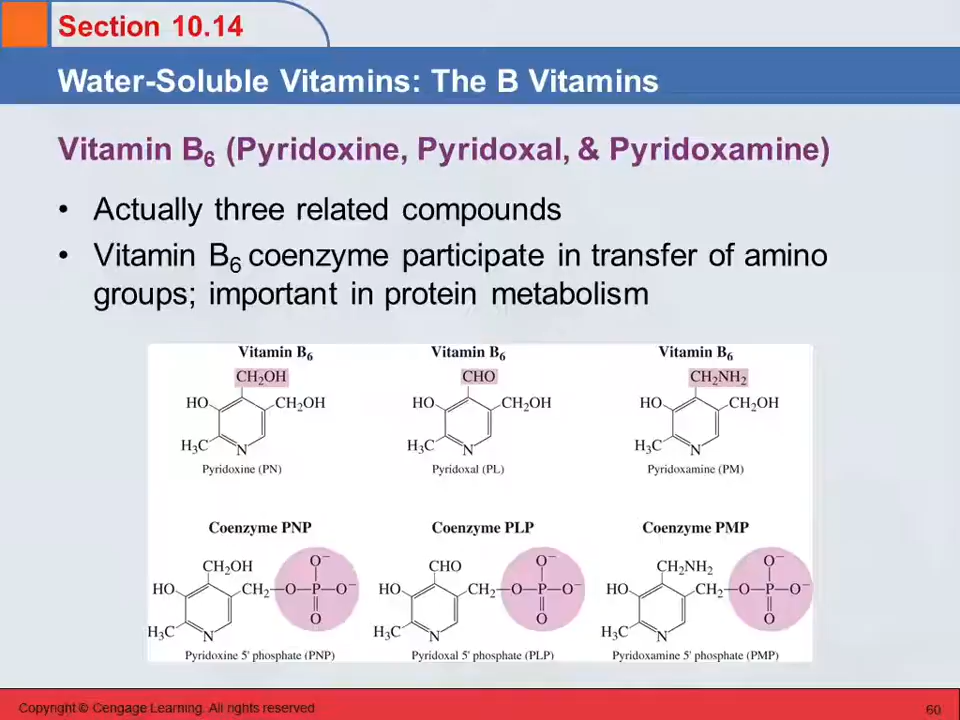 Section 10.14
Water-Soluble Vitamins: The B Vitamins
Vitamin B₆ (Pyridoxine, Pyridoxal, & Pyridoxamine)
• Actually three related compounds
• Vitamin B₆ coenzyme participate in transfer of amino
groups; important in protein metabolism
Vitamin B₆ Vitamin B₆ Vitamin B₆
CH₂OH CHO CH₂NH₂
HO CH₂OH HO CH₂OH HO CH₂OH
H₃C N H₃C N H₃C N
Pyridoxine (PN) Pyridoxal (PL) Pyridoxamine (PM)
Coenzyme PNP Coenzyme PLP Coenzyme PMP
CH₂OH O⁻ CHO O⁻ CH₂NH₂ O⁻
HO CH₂—O—P—O⁻ HO CH₂—O—P—O⁻ HO CH₂—O—P—O⁻
O O O
H₃C N H₃C N H₃C N
Pyridoxine 5' phosphate (PNP) Pyridoxal 5' phosphate (PLP) Pyridoxamine 5' phosphate (PMP)
Copyright © Cengage Learning. All rights reserved 60